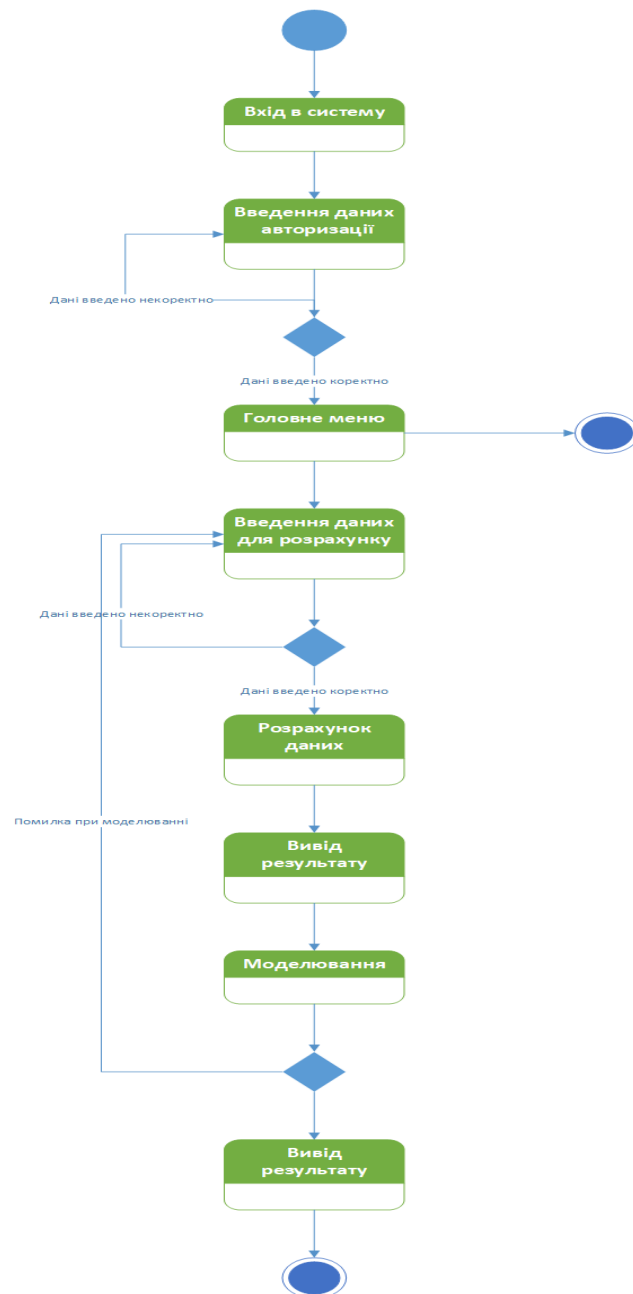 Вхід в систему
Введення даних
авторизації
Дані введено некоректно
Дані введено коректно
Головне меню
Введення даних
для розрахунку
Дані введено некоректно
Дані введено коректно
Розрахунок
даних
Помилка при моделюванні
Вивід
результату
Моделювання
Вивід
результату